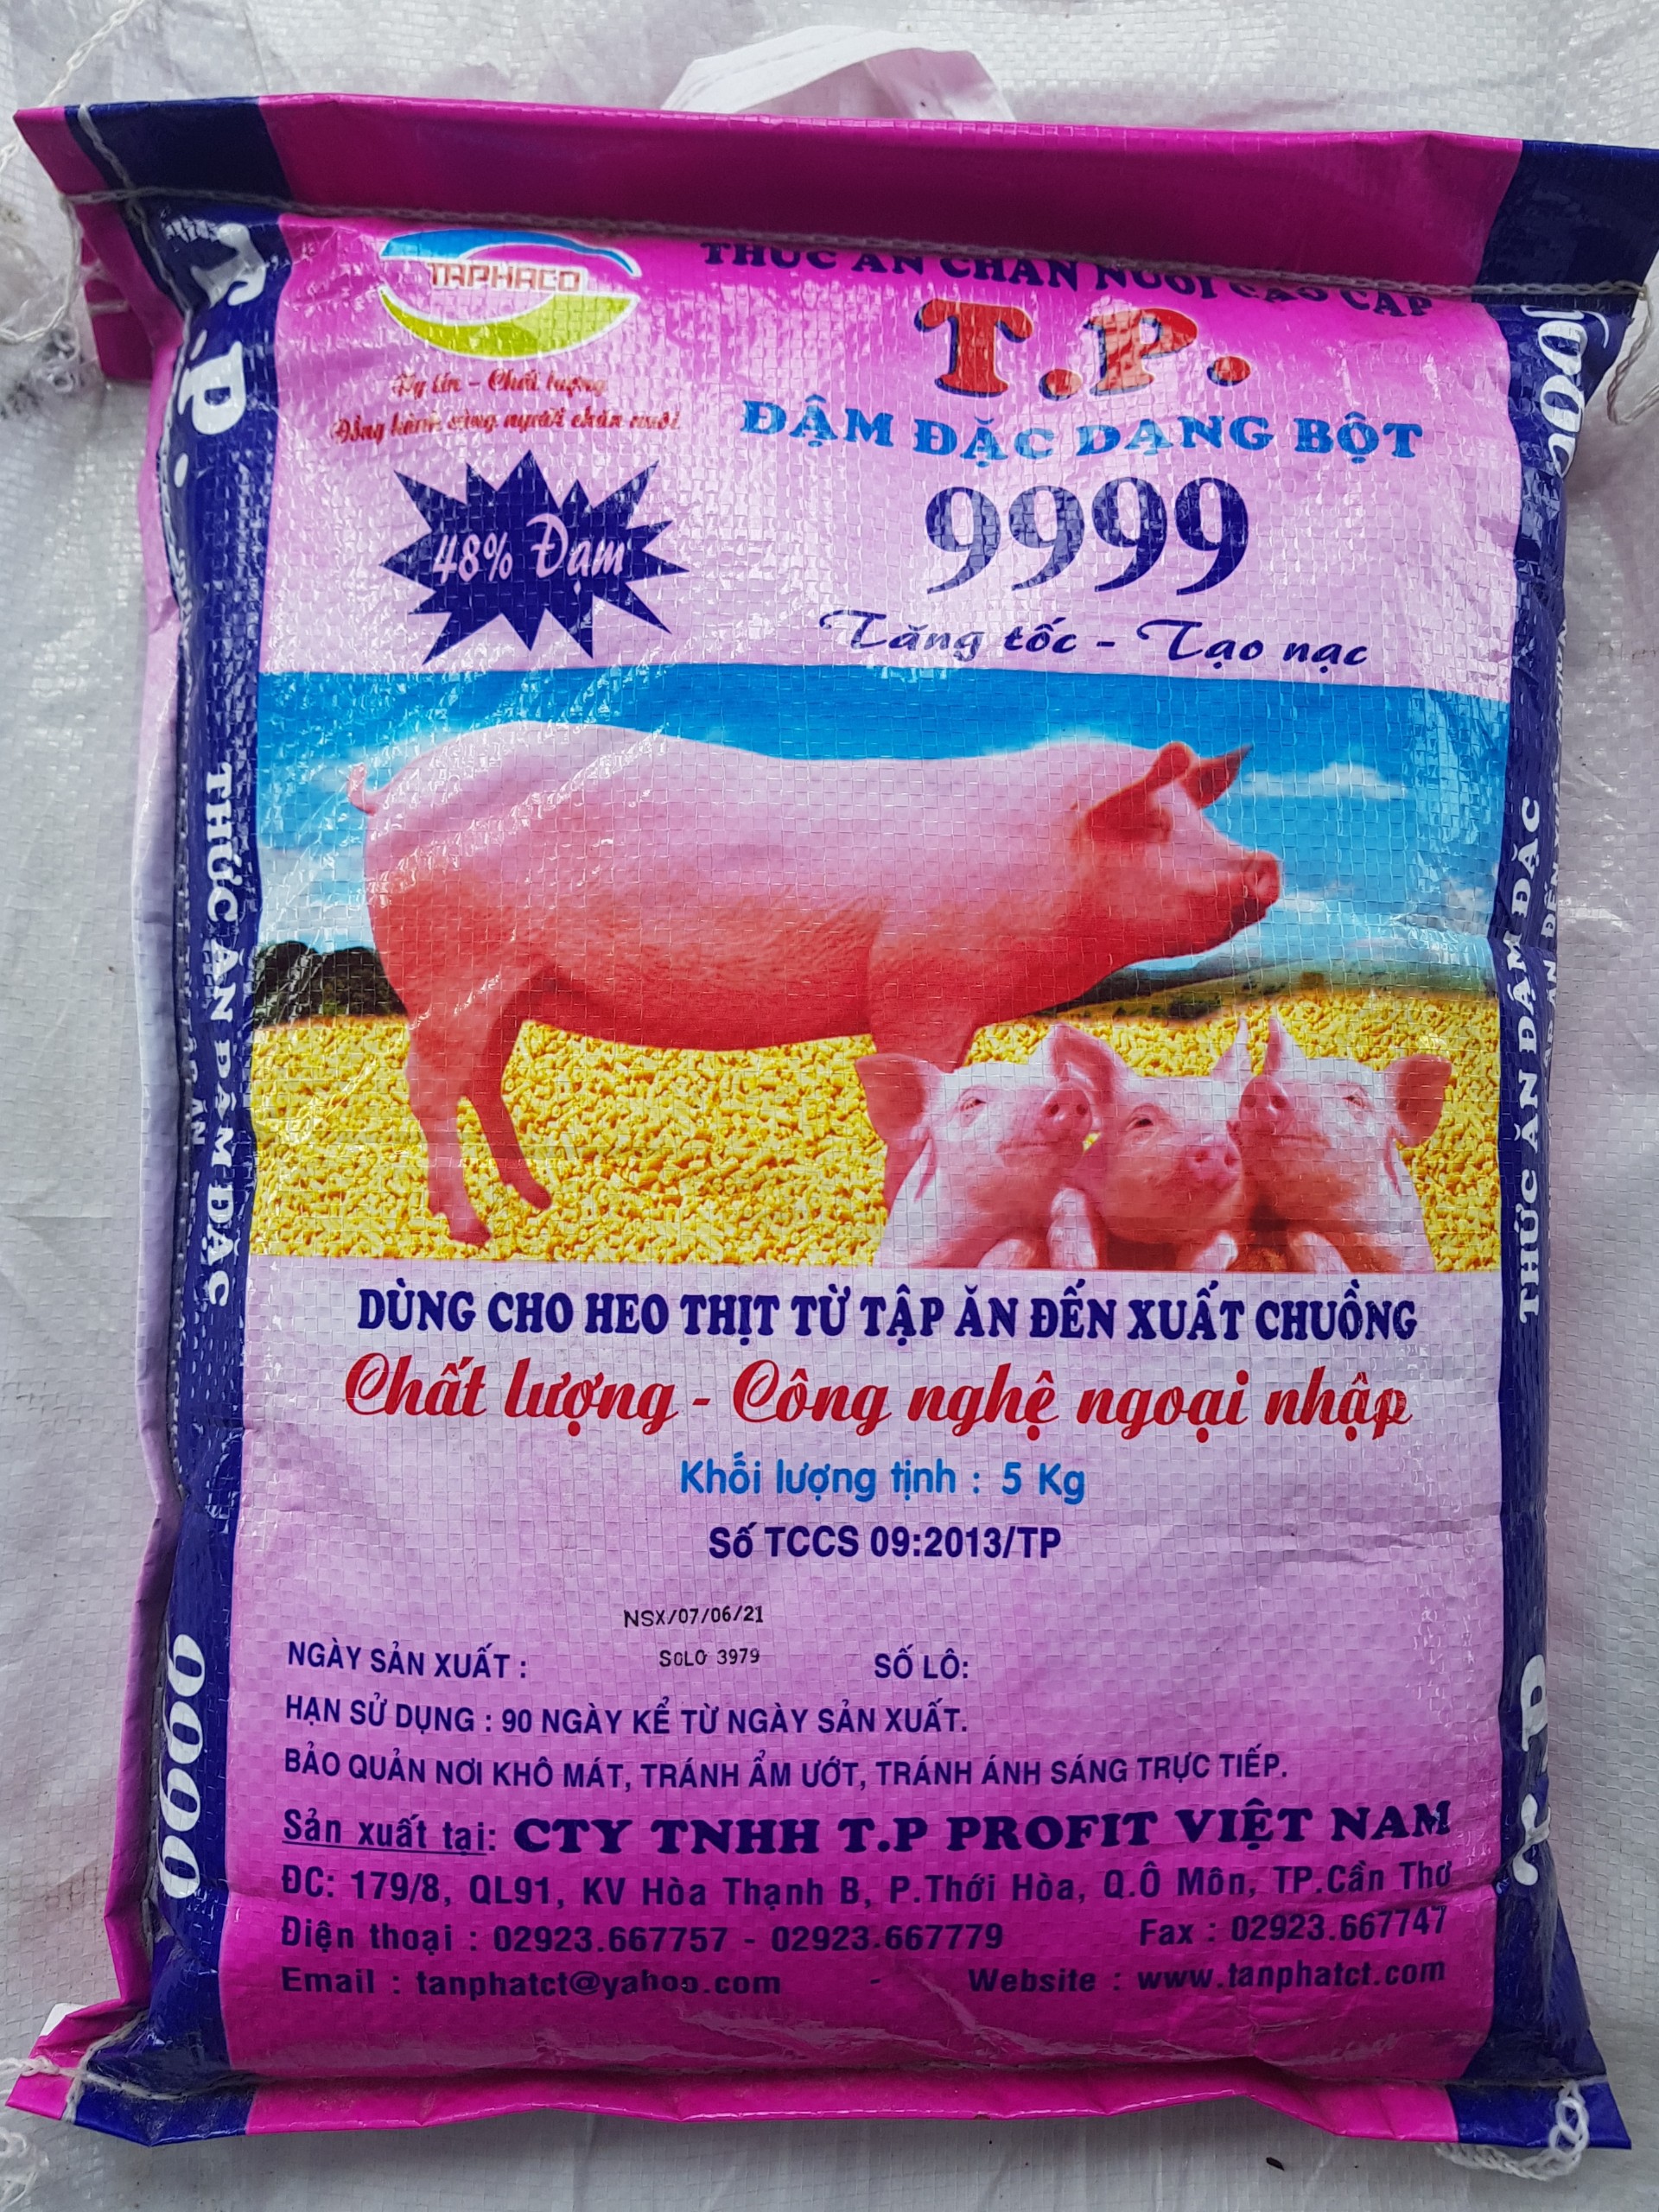 TAPHACO
Uy tín - Chất lượng
Đồng hành cùng người chăn nuôi
THỨC ĂN CHĂN NUÔI CAO CẤP
T.P.
ĐẬM ĐẶC DẠNG BỘT
9999
Tăng tốc - Tạo nạc
48% Đạm
DÙNG CHO HEO THỊT TỪ TẬP ĂN ĐẾN XUẤT CHUỒNG
Chất lượng - Công nghệ ngoại nhập
Khối lượng tịnh : 5 Kg
Số TCCS 09:2013/TP
NSX/07/06/21
NGÀY SẢN XUẤT : SOLO 3979 SỐ LÔ:
HẠN SỬ DỤNG : 90 NGÀY KỂ TỪ NGÀY SẢN XUẤT.
BẢO QUẢN NƠI KHÔ MÁT, TRÁNH ẨM ƯỚT, TRÁNH ÁNH SÁNG TRỰC TIẾP.
Sản xuất tại: CTY TNHH T.P PROFIT VIỆT NAM
ĐC: 179/8, QL91, KV Hòa Thạnh B, P.Thới Hòa, Q.Ô Môn, TP.Cần Thơ
Điện thoại : 02923.667757 - 02923.667779 Fax : 02923.667747
Email : tanphatct@yahoo.com - Website : www.tanphatct.com
T.P.
THỨC ĂN ĐẬM ĐẶC
9999
THỨC ĂN ĐẬM ĐẶC
T.P